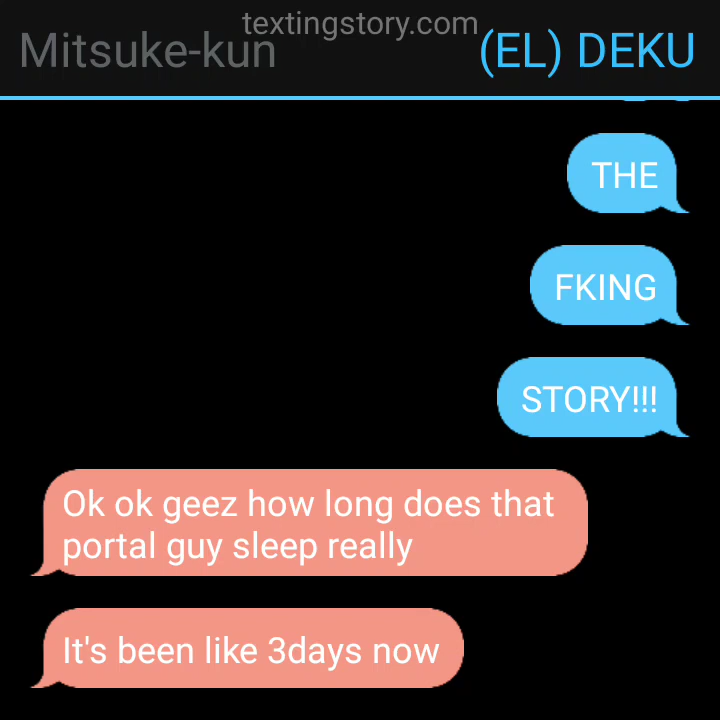 textingstory.com
Mitsuke-kun
(EL) DEKU
THE
FKING
STORY!!!
Ok ok geez how long does that
portal guy sleep really
It's been like 3days now